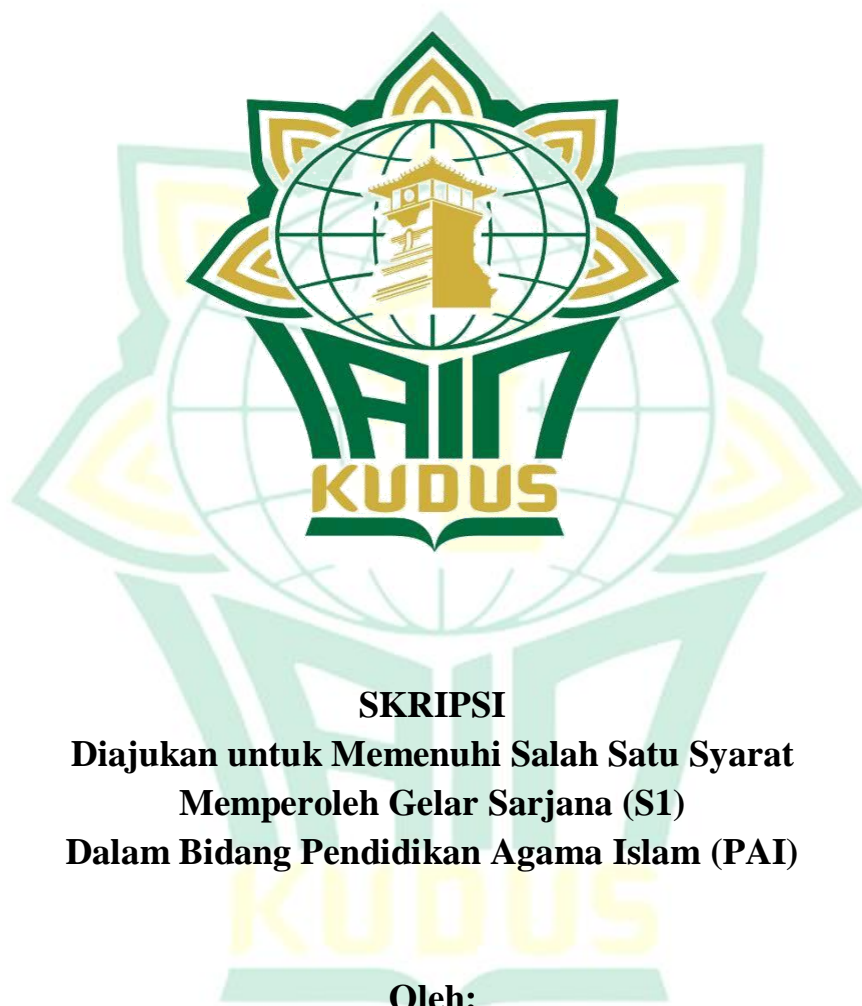 IAIN
KUDUS
SKRIPSI
Diajukan untuk Memenuhi Salah Satu Syarat
Memperoleh Gelar Sarjana (S1)
Dalam Bidang Pendidikan Agama Islam (PAI)
Oleh: